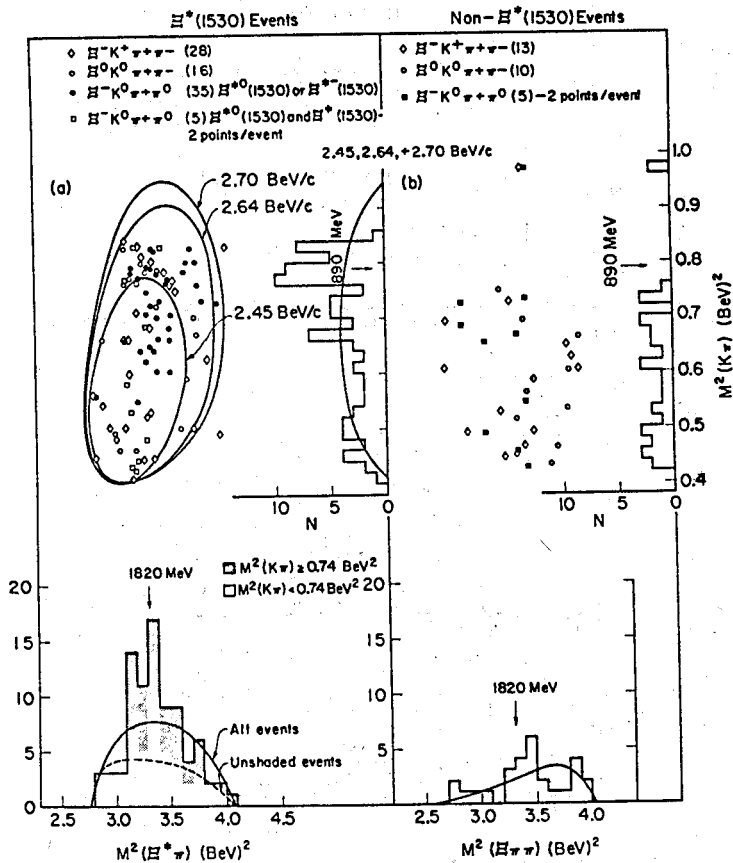 Ξ*(1530) Events
Non-Ξ*(1530) Events
◇ Ξ⁻K⁺π+π- (28)
○ Ξ⁰K⁰π+π- (16)
● Ξ⁻K⁰π+π⁰ (35) Ξ*⁰(1530) or Ξ*⁻(1530)
□ Ξ⁻K⁰π+π⁰ (5) Ξ*⁰(1530) and Ξ*(1530)-
2 points/event
◇ Ξ⁻K⁺π+π-(13)
○ Ξ⁰K⁰π+π-(10)
■ Ξ⁻K⁰π+π⁰ (5)-2 points/event
2.45, 2.64, +2.70 BeV/c
(a)
2.70 BeV/c
2.64 BeV/c
2.45 BeV/c
890 MeV
10 5 0
N
(b)
890 MeV
1.0
0.9
0.8
0.7
0.6
0.5
0.4
M²(Kπ) (BeV)²
10 5 0
N
1820 MeV
M²(Kπ)≥0.74 BeV²
M²(Kπ)<0.74 BeV²
20
15
10
5
0
All events
Unshaded events
2.5 3.0 3.5 4.0 4.5
M²(Ξ*π) (BeV)²
20
15
10
5
1820 MeV
2.5 3.0 3.5 4.0
M²(Ξππ) (BeV)²